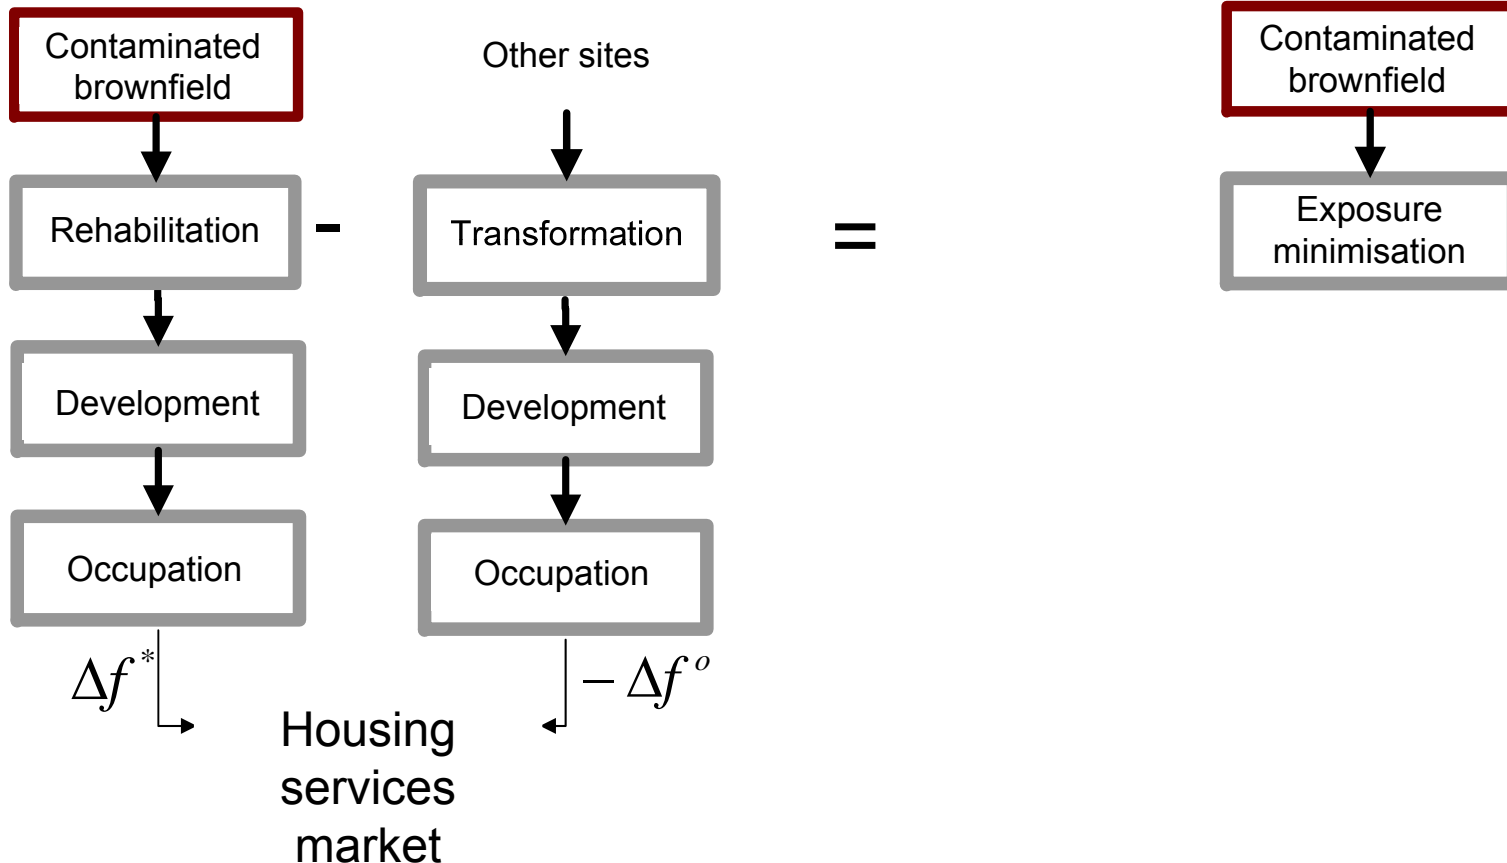 Contaminated
brownfield
Rehabilitation
Development
Occupation
Δf*
-
Other sites
Transformation
Development
Occupation
− Δf°
Housing
services
market
=
Contaminated
brownfield
Exposure
minimisation